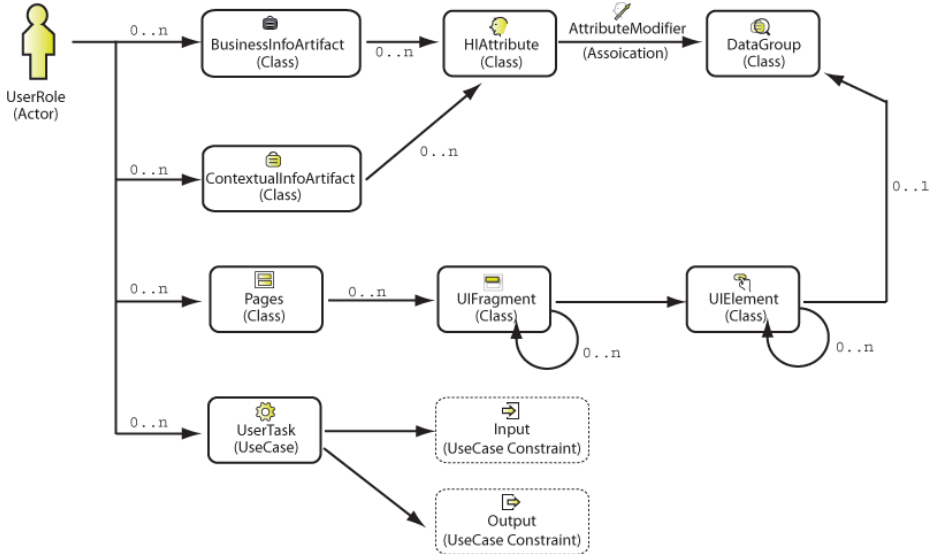 UserRole
(Actor)
0..n
BusinessInfoArtifact
(Class)
0..n
HIAttribute
(Class)
AttributeModifier
(Assoication)
DataGroup
(Class)
0..n
ContextualInfoArtifact
(Class)
0..n
0..1
0..n
Pages
(Class)
0..n
UIFragment
(Class)
0..n
UIElement
(Class)
0..n
0..n
UserTask
(UseCase)
Input
(UseCase Constraint)
Output
(UseCase Constraint)